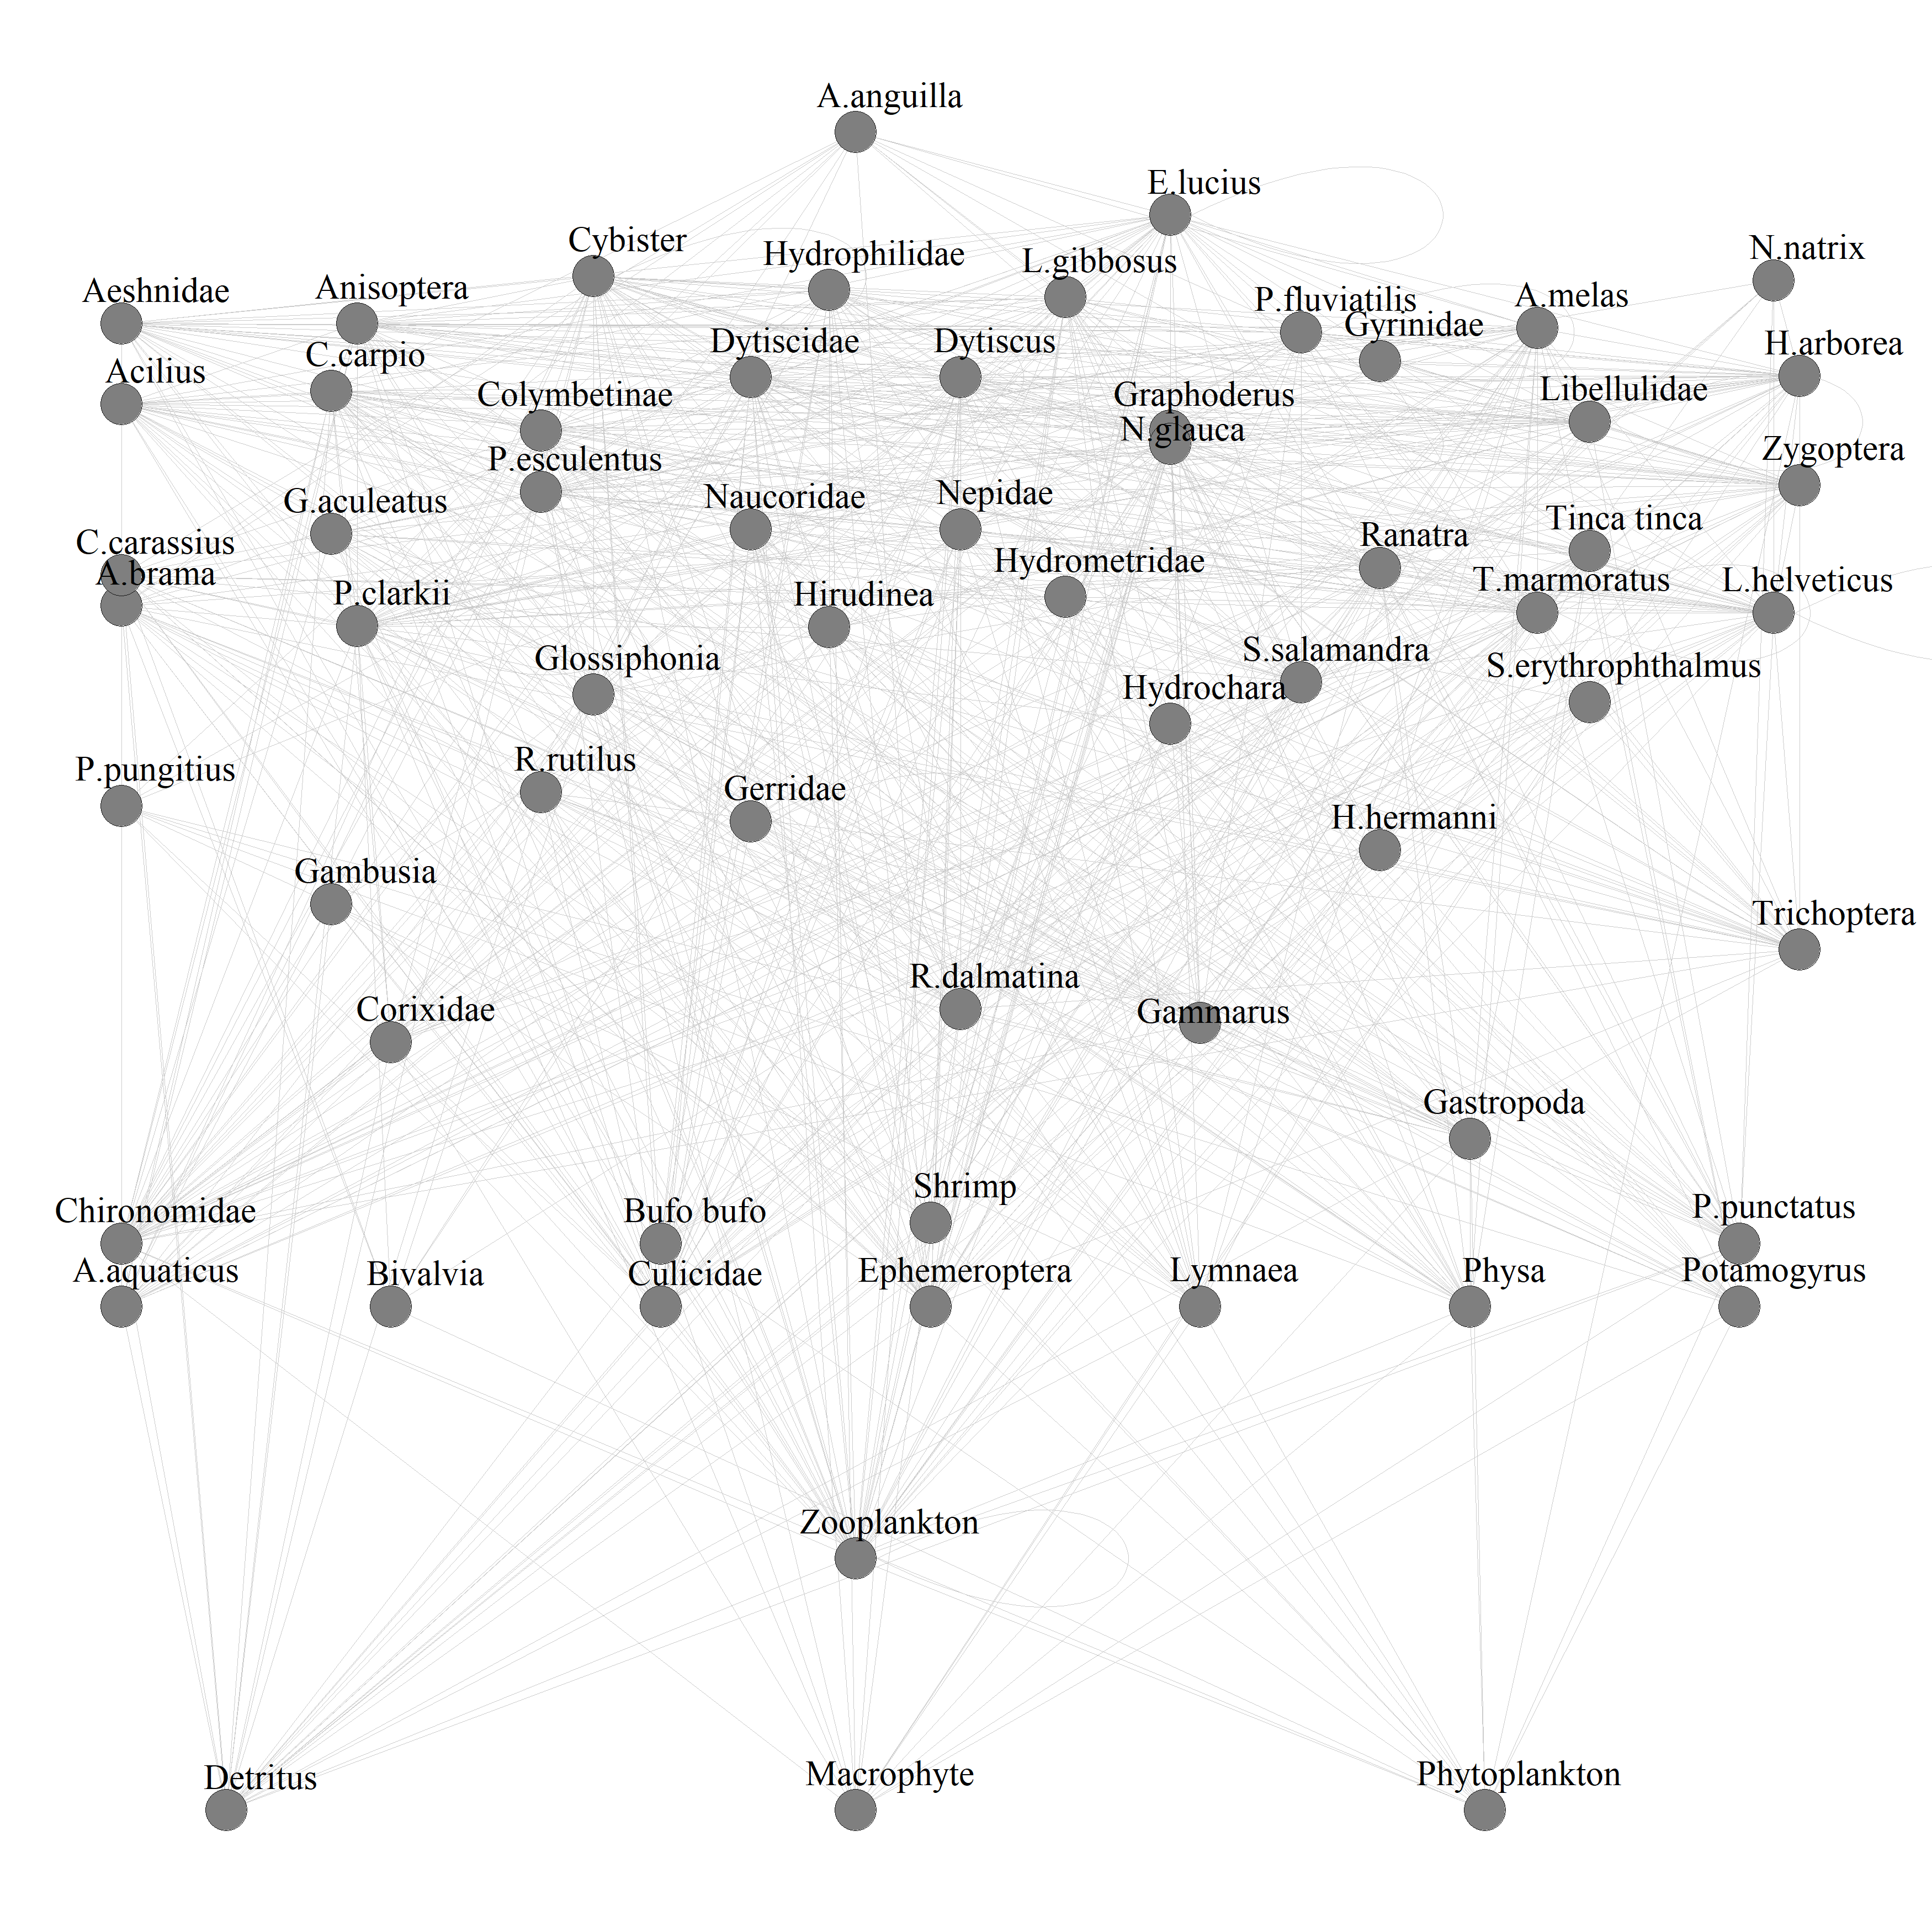 A.anguilla
E.lucius
Cybister
Hydrophilidae
N.natrix
L.gibbosus
Aeshnidae
Anisoptera
P.fluviatilis
A.melas
Gyrinidae
Dytiscidae
Dytiscus
H.arborea
C.carpio
Acilius
Colymbetinae
Graphoderus
Libellulidae
N.glauca
Zygoptera
P.esculentus
G.aculeatus
Naucoridae
Nepidae
Tinca tinca
Ranatra
C.carassius
A.brama
Hydrometridae
T.marmoratus
L.helveticus
P.clarkii
Hirudinea
S.salamandra
Glossiphonia
S.erythrophthalmus
Hydrochara
R.rutilus
P.pungitius
Gerridae
H.hermanni
Gambusia
Trichoptera
R.dalmatina
Corixidae
Gammarus
Gastropoda
Shrimp
Chironomidae
Bufo bufo
P.punctatus
A.aquaticus
Bivalvia
Culicidae
Ephemeroptera
Lymnaea
Physa
Potamogyrus
Zooplankton
Detritus
Macrophyte
Phytoplankton